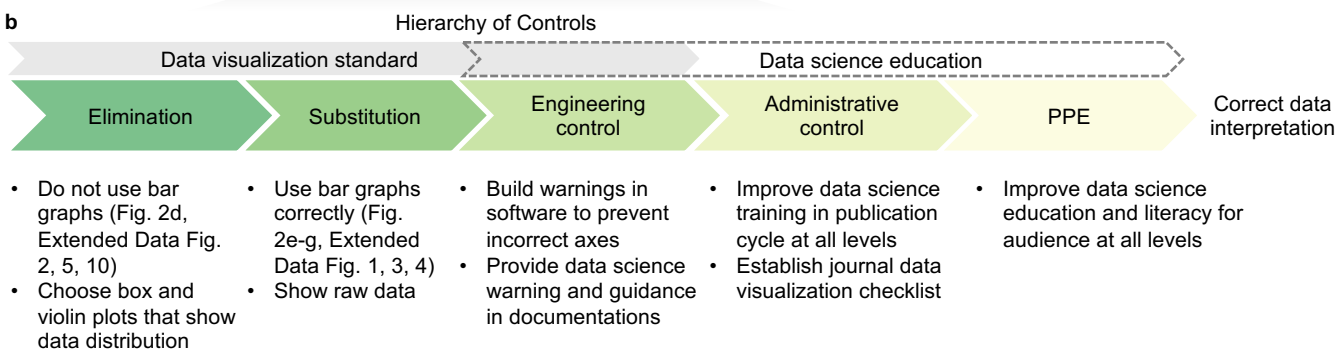 b
Hierarchy of Controls
Data visualization standard
Data science education
Elimination
Substitution
Engineering
control
Administrative
control
PPE
Correct data
interpretation
• Do not use bar
graphs (Fig. 2d,
Extended Data Fig.
2, 5, 10)
• Choose box and
violin plots that show
data distribution
• Use bar graphs
correctly (Fig.
2e-g, Extended
Data Fig. 1, 3, 4)
• Show raw data
• Build warnings in
software to prevent
incorrect axes
• Provide data science
warning and guidance
in documentations
• Improve data science
training in publication
cycle at all levels
• Establish journal data
visualization checklist
• Improve data science
education and literacy for
audience at all levels